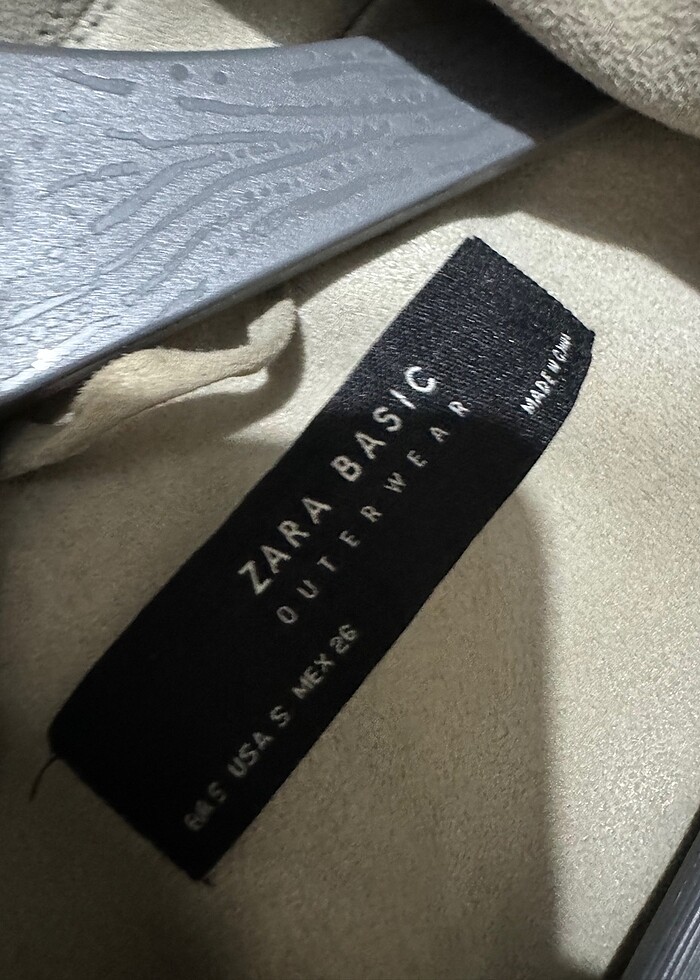 ZARA BASIC
OUTERWEAR
EUR S USA S MEX 26
MADE IN CHINA